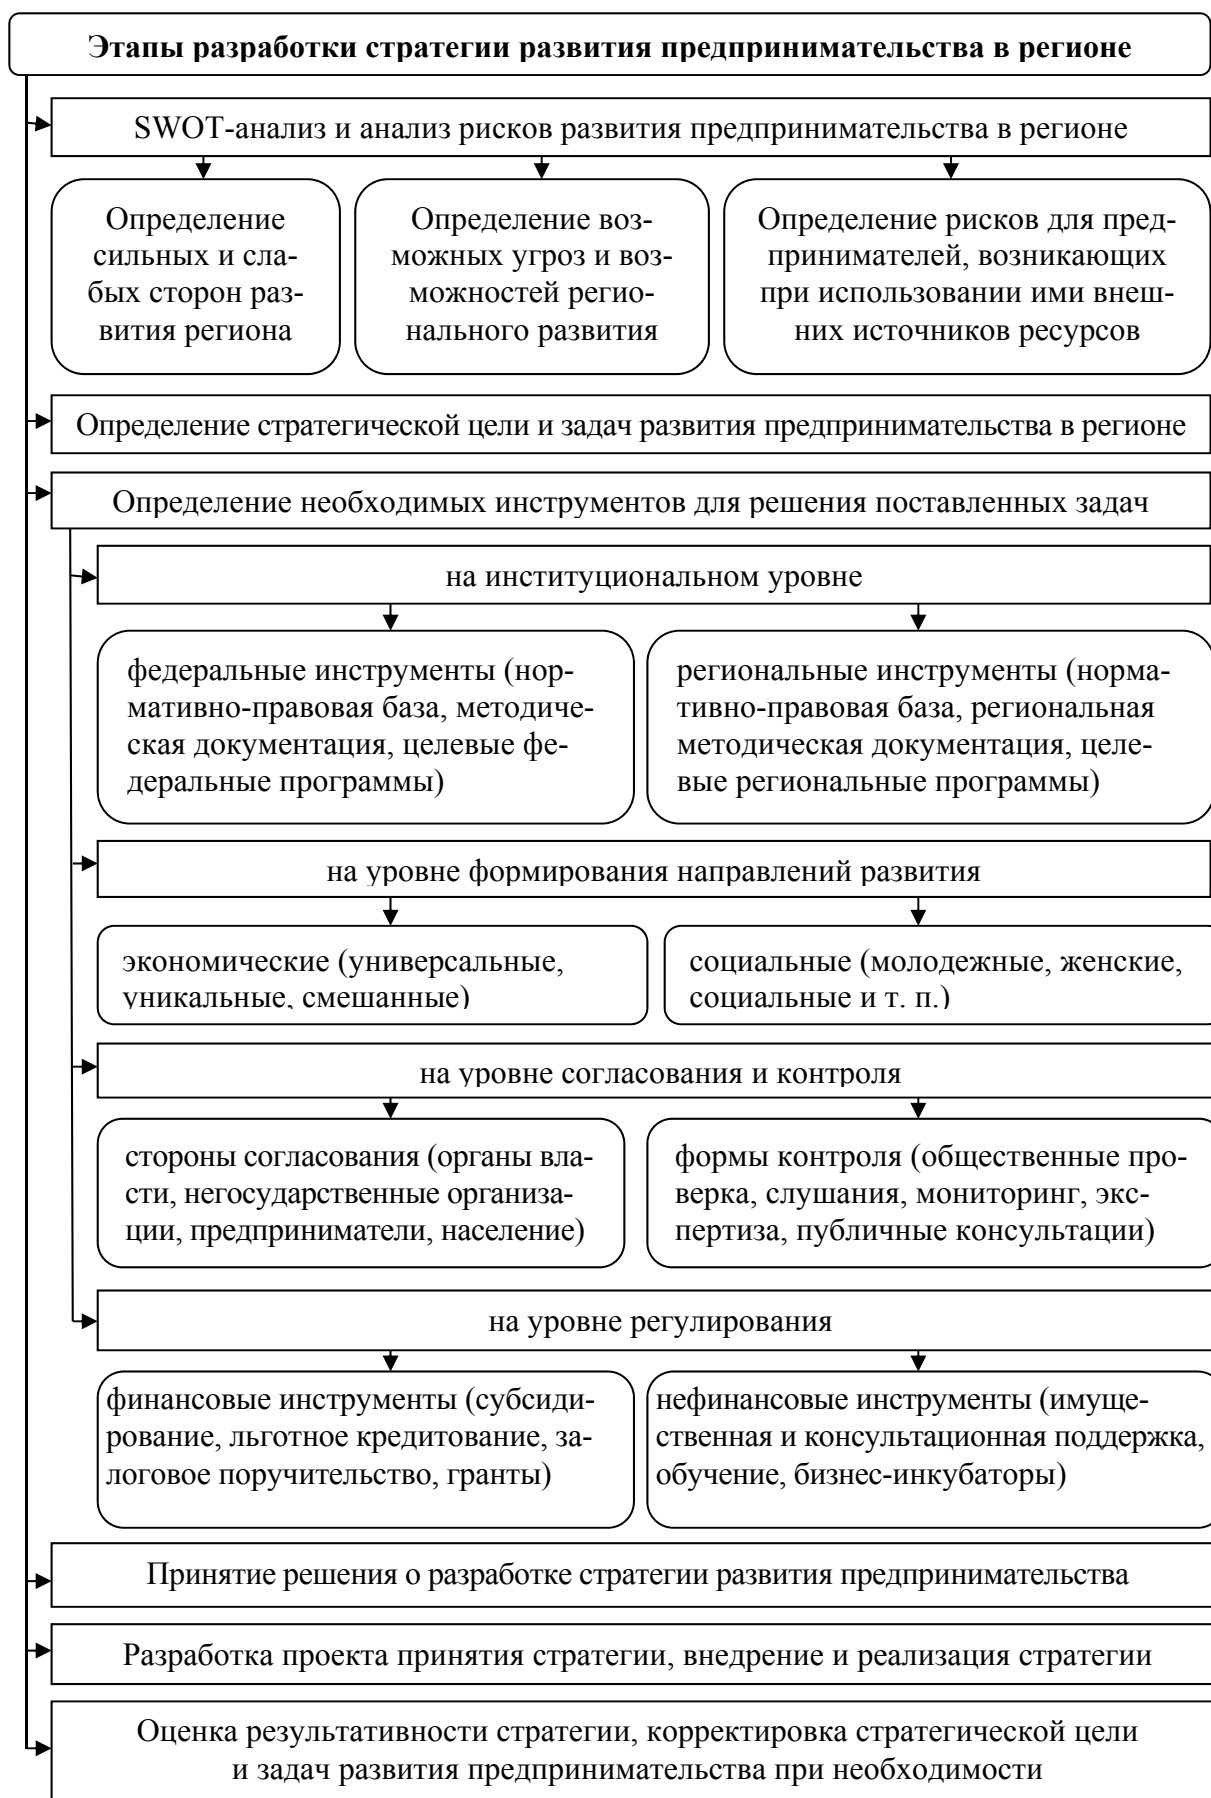 Этапы разработки стратегии развития предпринимательства в регионе
SWOT-анализ и анализ рисков развития предпринимательства в регионе
Определение
сильных и сла-
бых сторон раз-
вития региона
Определение воз-
можных угроз и воз-
можностей регио-
нального развития
Определение рисков для пред-
принимателей, возникающих
при использовании ими внеш-
них источников ресурсов
Определение стратегической цели и задач развития предпринимательства в регионе
Определение необходимых инструментов для решения поставленных задач
на институциональном уровне
федеральные инструменты (нор-
мативно-правовая база, методиче-
ская документация, целевые фе-
деральные программы)
региональные инструменты (норма-
тивно-правовая база, региональная
методическая документация, целе-
вые региональные программы)
на уровне формирования направлений развития
экономические (универсальные,
уникальные, смешанные)
социальные (молодежные, женские,
социальные и т. п.)
на уровне согласования и контроля
стороны согласования (органы вла-
сти, негосударственные организа-
ции, предприниматели, население)
формы контроля (общественные про-
верка, слушания, мониторинг, экс-
пертиза, публичные консультации)
на уровне регулирования
финансовые инструменты (субсиди-
рование, льготное кредитование, за-
логовое поручительство, гранты)
нефинансовые инструменты (имуще-
ственная и консультационная поддержка,
обучение, бизнес-инкубаторы)
Принятие решения о разработке стратегии развития предпринимательства
Разработка проекта принятия стратегии, внедрение и реализация стратегии
Оценка результативности стратегии, корректировка стратегической цели
и задач развития предпринимательства при необходимости